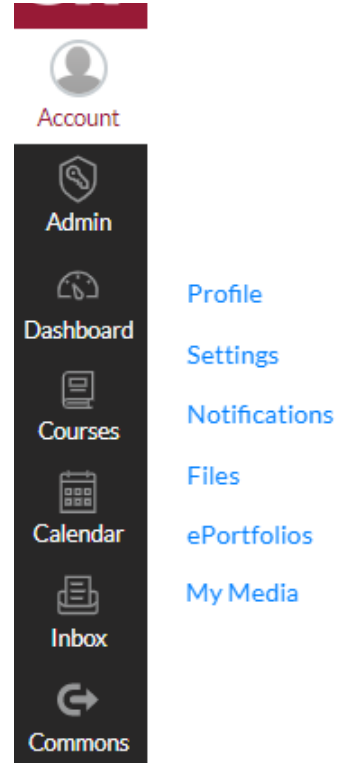 Account
Admin
Dashboard
Courses
Calendar
Inbox
Commons
Profile
Settings
Notifications
Files
ePortfolios
My Media